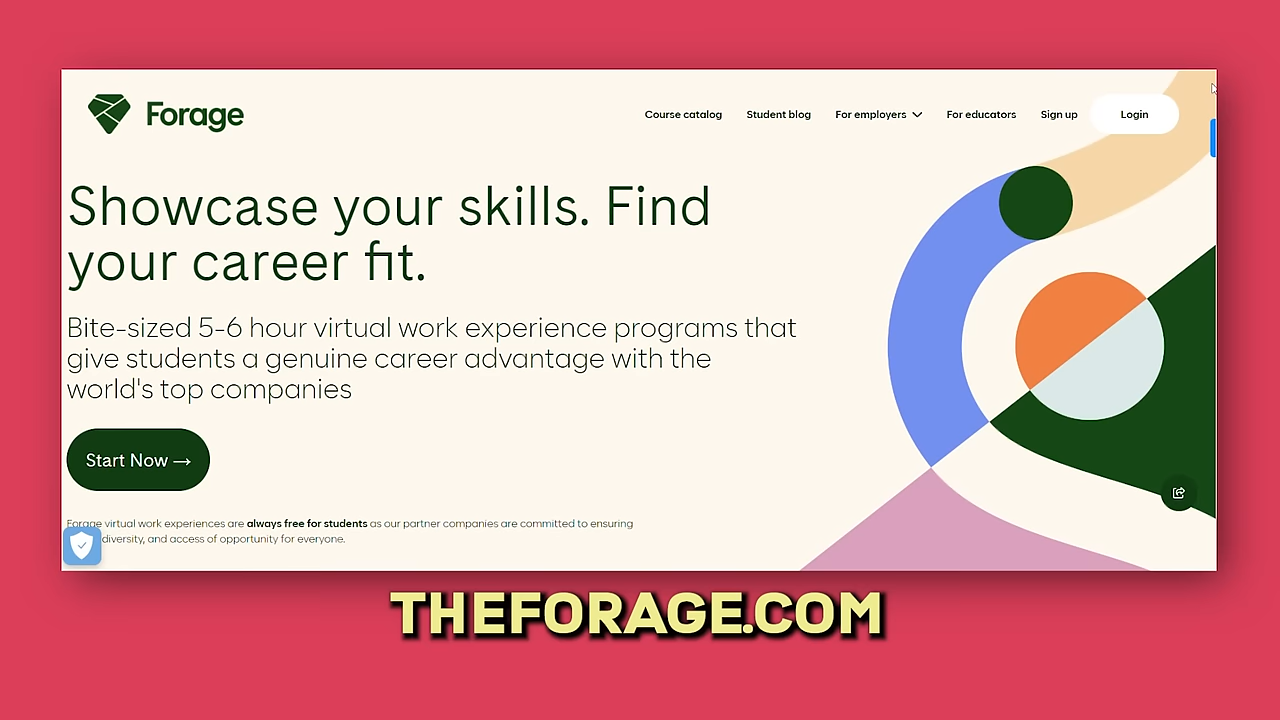 Forage
Course catalog
Student blog
For employers
For educators
Sign up
Login
Showcase your skills. Find
your career fit.
Bite-sized 5-6 hour virtual work experience programs that
give students a genuine career advantage with the
world's top companies
Start Now →
Forage virtual work experiences are always free for students as our partner companies are committed to ensuring
diversity, and access of opportunity for everyone.
THEFORAGE.COM